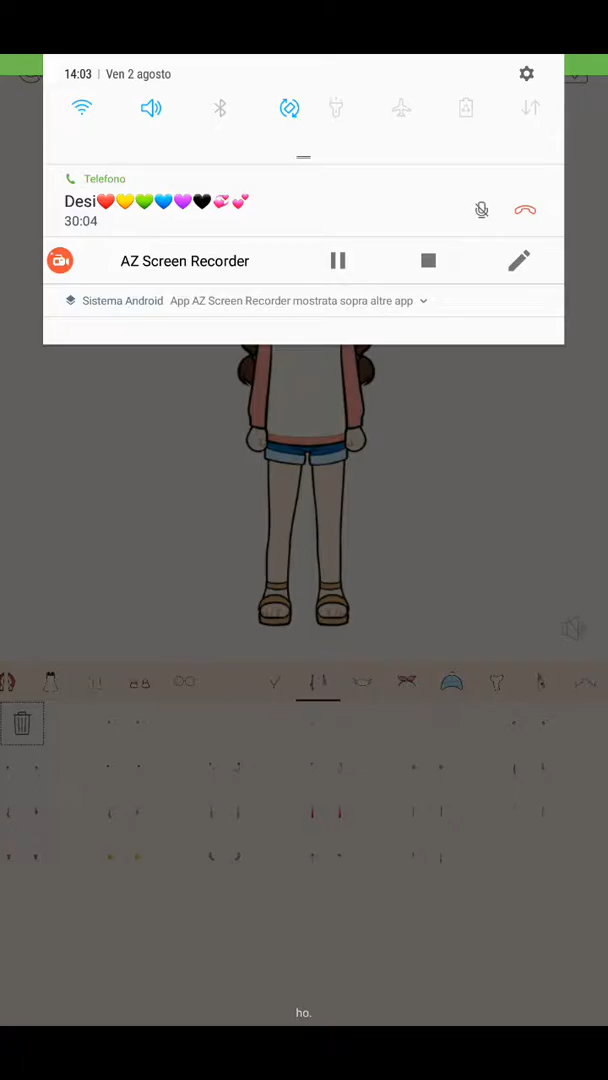 14:03 | Ven 2 agosto
Telefono
Desi❤️💛💚💙💜🖤💞💕
30:04
AZ Screen Recorder
Sistema Android App AZ Screen Recorder mostrata sopra altre app
ho.